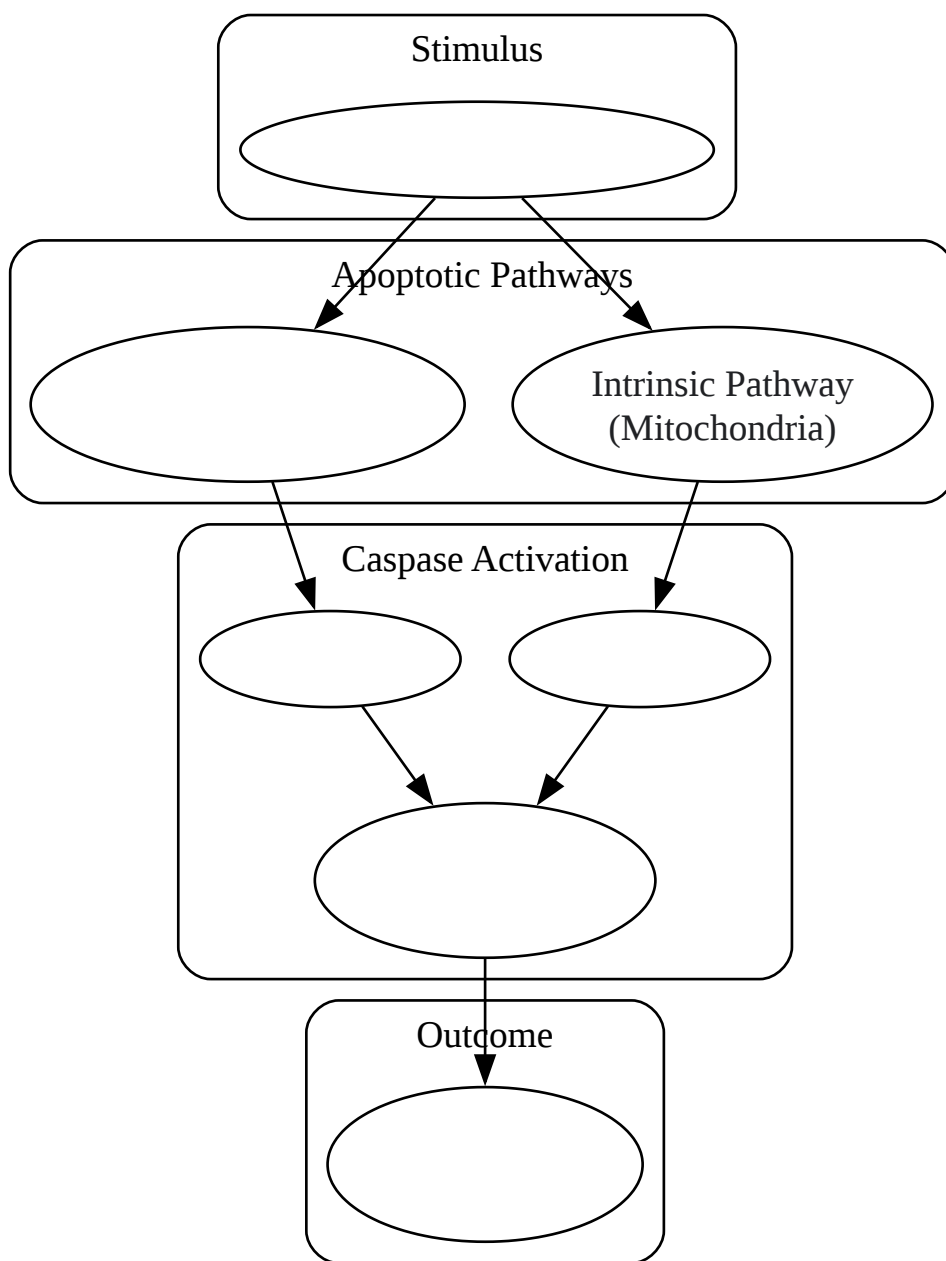 Stimulus
Apoptotic Pathways
Intrinsic Pathway
(Mitochondria)
Caspase Activation
Outcome